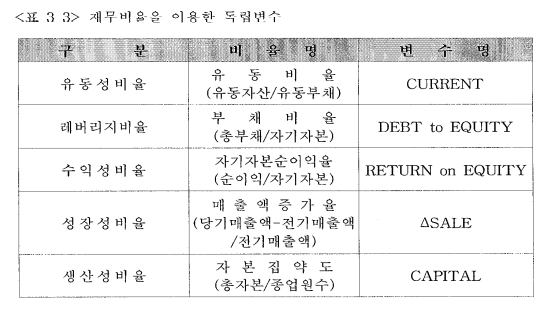 <표 3 3> 재무비율을 이용한 독립변수
구 분 비 율 명 변 수 명
유동성비율 유 동 비 율 CURRENT
(유동자산/유동부채)
레버리지비율 부 채 비 율 DEBT to EQUITY
(총부채/자기자본)
수익성비율 자기자본순이익율 RETURN on EQUITY
(순이익/자기자본)
성장성비율 매 출 액 증 가 율 ΔSALE
(당기매출액-전기매출액
/전기매출액)
생산성비율 자 본 집 약 도 CAPITAL
(총자본/종업원수)